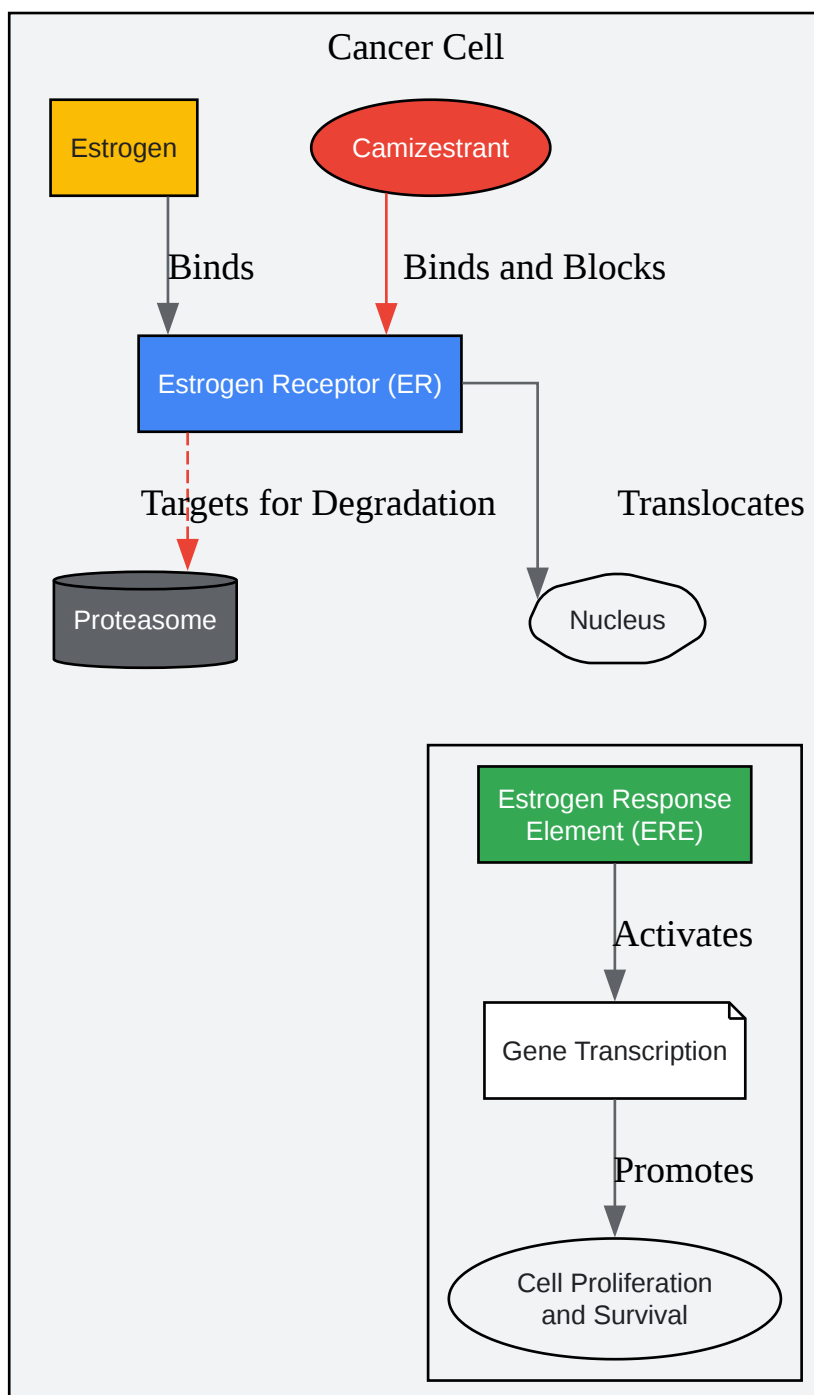 Cancer Cell
Estrogen
Camizestrant
Binds
Binds and Blocks
Estrogen Receptor (ER)
Targets for Degradation
Translocates
Proteasome
Nucleus
Estrogen Response
Element (ERE)
Activates
Gene Transcription
Promotes
Cell Proliferation
and Survival